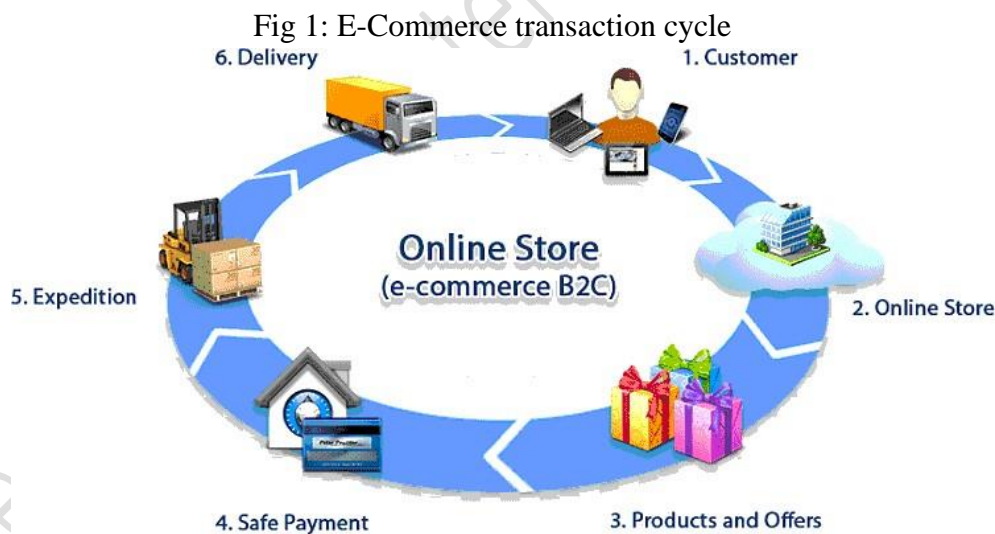 Fig 1: E-Commerce transaction cycle
6. Delivery
1. Customer
Online Store
(e-commerce B2C)
5. Expedition
2. Online Store
4. Safe Payment
3. Products and Offers